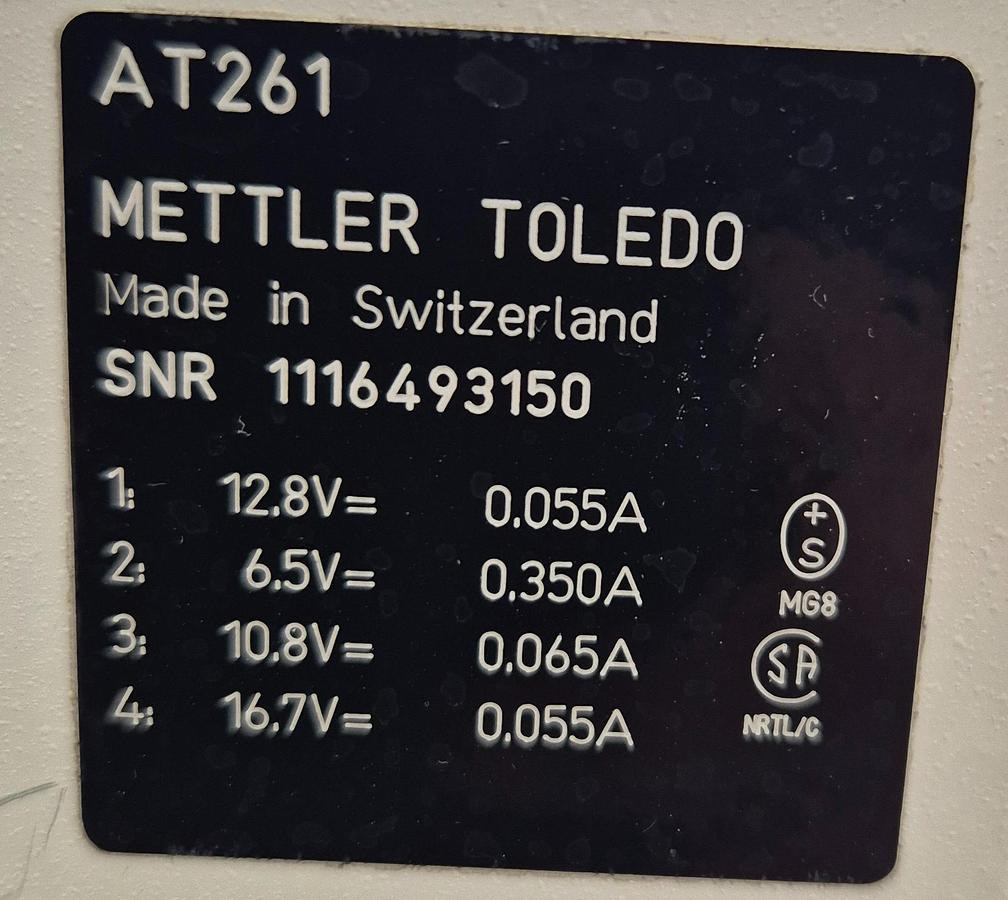 AT261
METTLER TOLEDO
Made in Switzerland
SNR 1116493150
1: 12.8V= 0.055A
2: 6.5V= 0.350A
3: 10.8V= 0.065A
4: 16.7V= 0.055A
+
S
MG8
SA
NRTL/C